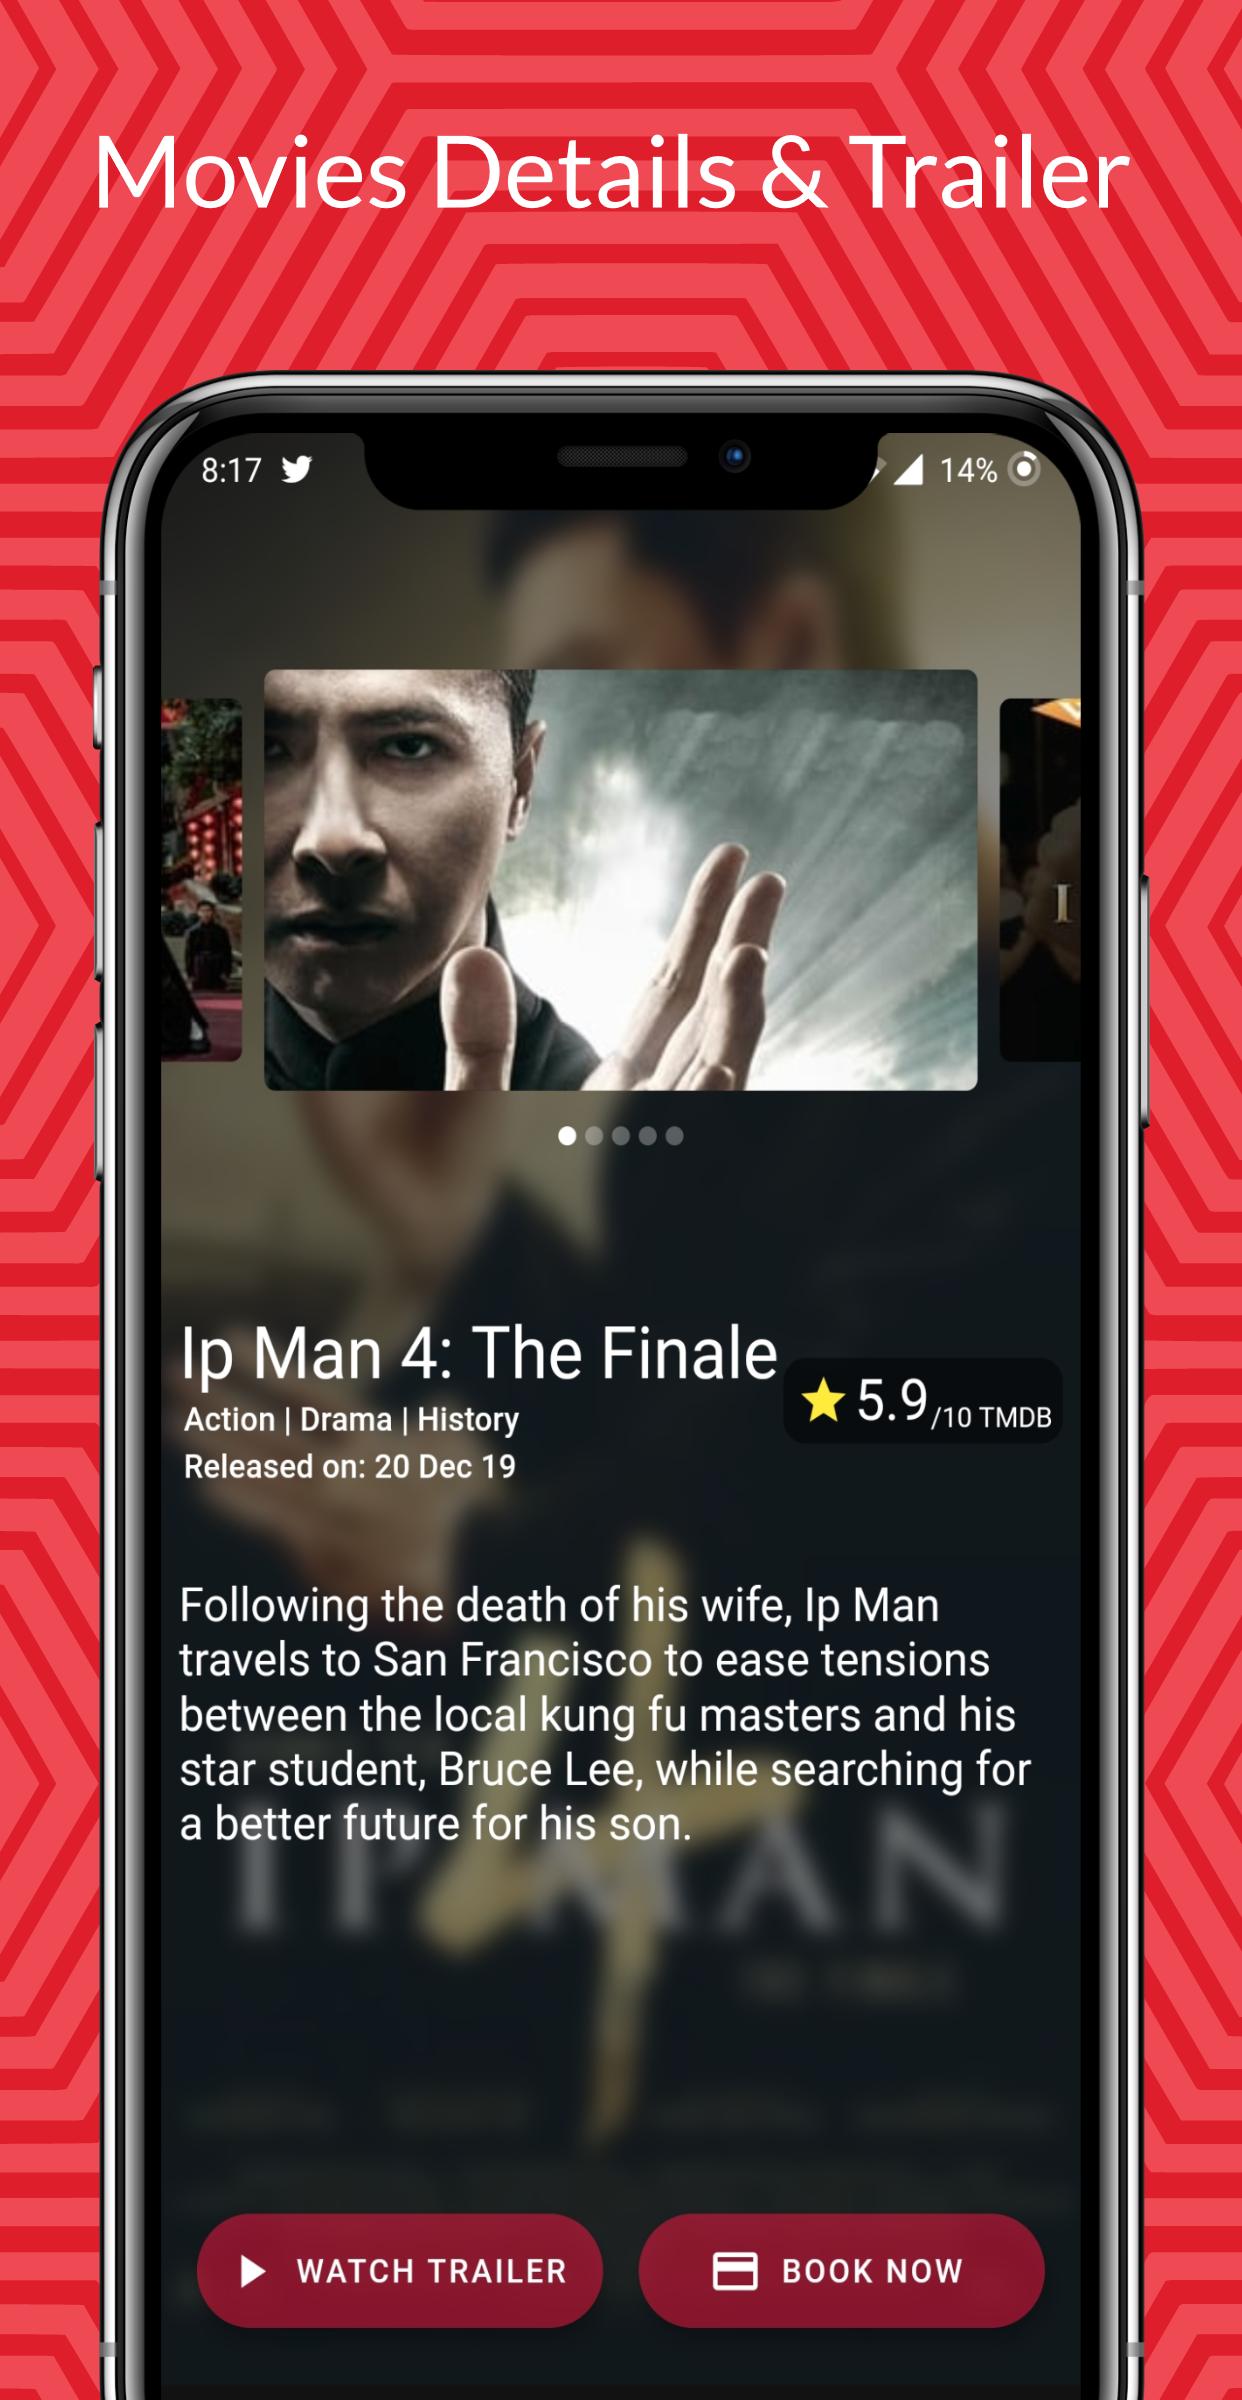 Movies Details & Trailer
8:17
14%
I
Ip Man 4: The Finale
5.9/10 TMDB
Action | Drama | History
Released on: 20 Dec 19
Following the death of his wife, Ip Man
travels to San Francisco to ease tensions
between the local kung fu masters and his
star student, Bruce Lee, while searching for
a better future for his son.
IP MAN
4
WATCH TRAILER
BOOK NOW